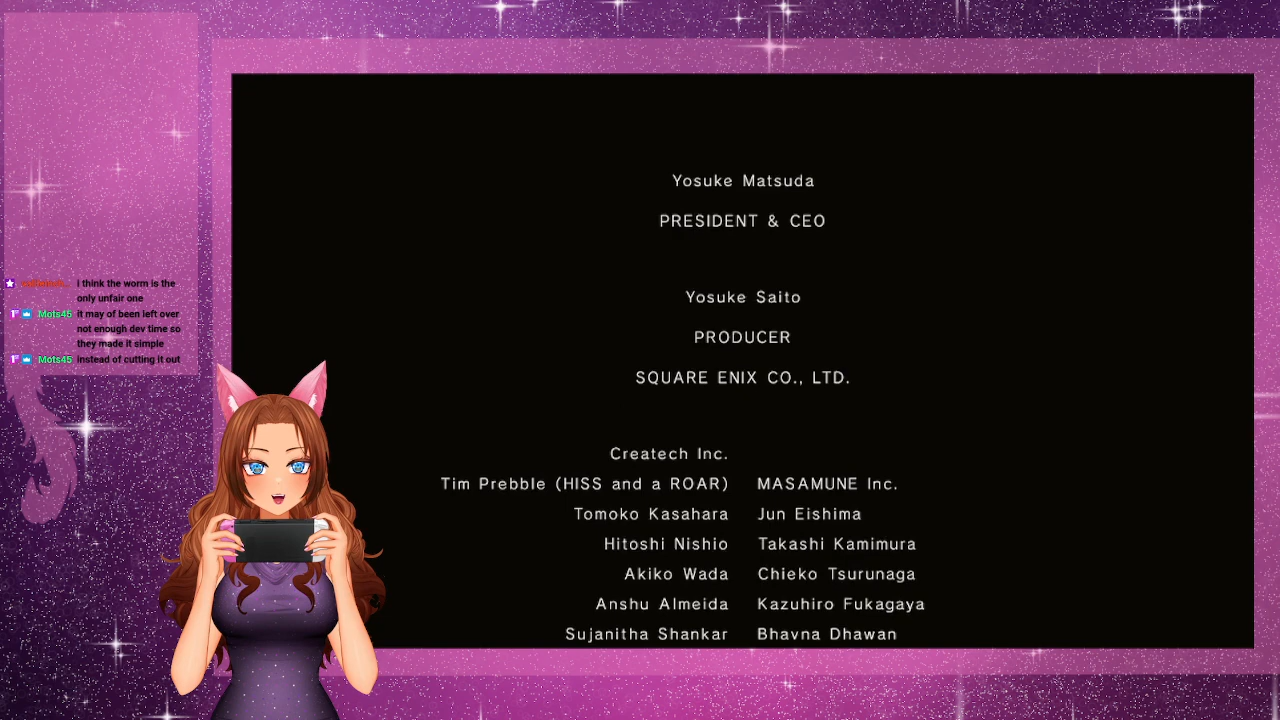 i think the worm is the
only unfair one
Mots45 it may of been left over
not enough dev time so
they made it simple
Mots45 instead of cutting it out
Yosuke Matsuda
PRESIDENT & CEO
Yosuke Saito
PRODUCER
SQUARE ENIX CO., LTD.
Createch Inc.
Tim Prebble (HISS and a ROAR) MASAMUNE Inc.
Tomoko Kasahara Jun Eishima
Hitoshi Nishio Takashi Kamimura
Akiko Wada Chieko Tsurunaga
Anshu Almeida Kazuhiro Fukagaya
Sujanitha Shankar Bhavna Dhawan